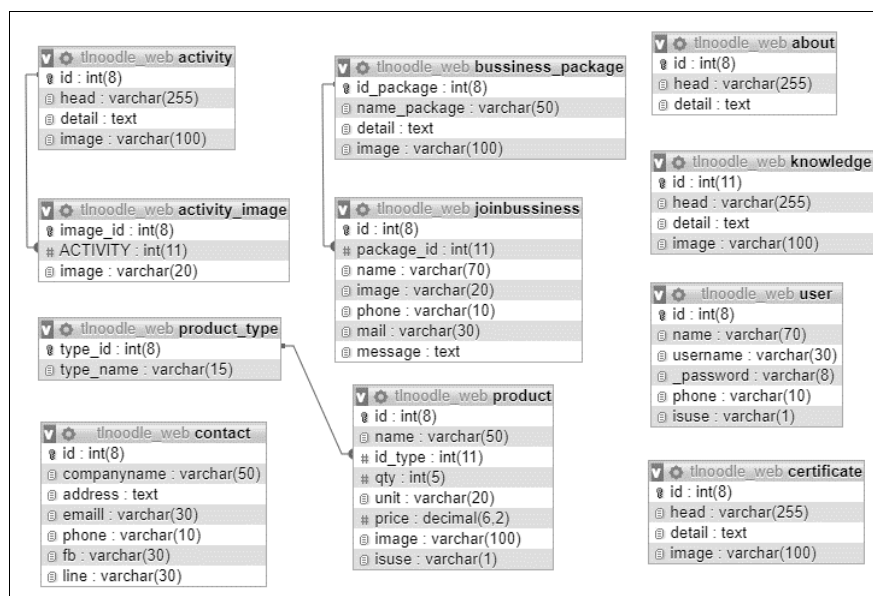 tlnoodle_web activity
id : int(8)
head : varchar(255)
detail : text
image : varchar(100)
tlnoodle_web activity_image
image_id : int(8)
# ACTIVITY : int(11)
image : varchar(20)
tlnoodle_web product_type
type_id : int(8)
type_name : varchar(15)
tlnoodle_web contact
id : int(8)
companyname : varchar(50)
address : text
emaill : varchar(30)
phone : varchar(10)
fb : varchar(30)
line : varchar(30)
tlnoodle_web bussiness_package
id_package : int(8)
name_package : varchar(50)
detail : text
image : varchar(100)
tlnoodle_web joinbussiness
id : int(8)
# package_id : int(11)
name : varchar(70)
image : varchar(20)
phone : varchar(10)
mail : varchar(30)
message : text
tlnoodle_web product
id : int(8)
name : varchar(50)
# id_type : int(11)
# qty : int(5)
unit : varchar(20)
# price : decimal(6,2)
image : varchar(100)
isuse : varchar(1)
tlnoodle_web about
id : int(8)
head : varchar(255)
detail : text
tlnoodle_web knowledge
id : int(11)
head : varchar(255)
detail : text
image : varchar(100)
tlnoodle_web user
id : int(8)
name : varchar(70)
username : varchar(30)
_password : varchar(8)
phone : varchar(10)
isuse : varchar(1)
tlnoodle_web certificate
id : int(8)
head : varchar(255)
detail : text
image : varchar(100)